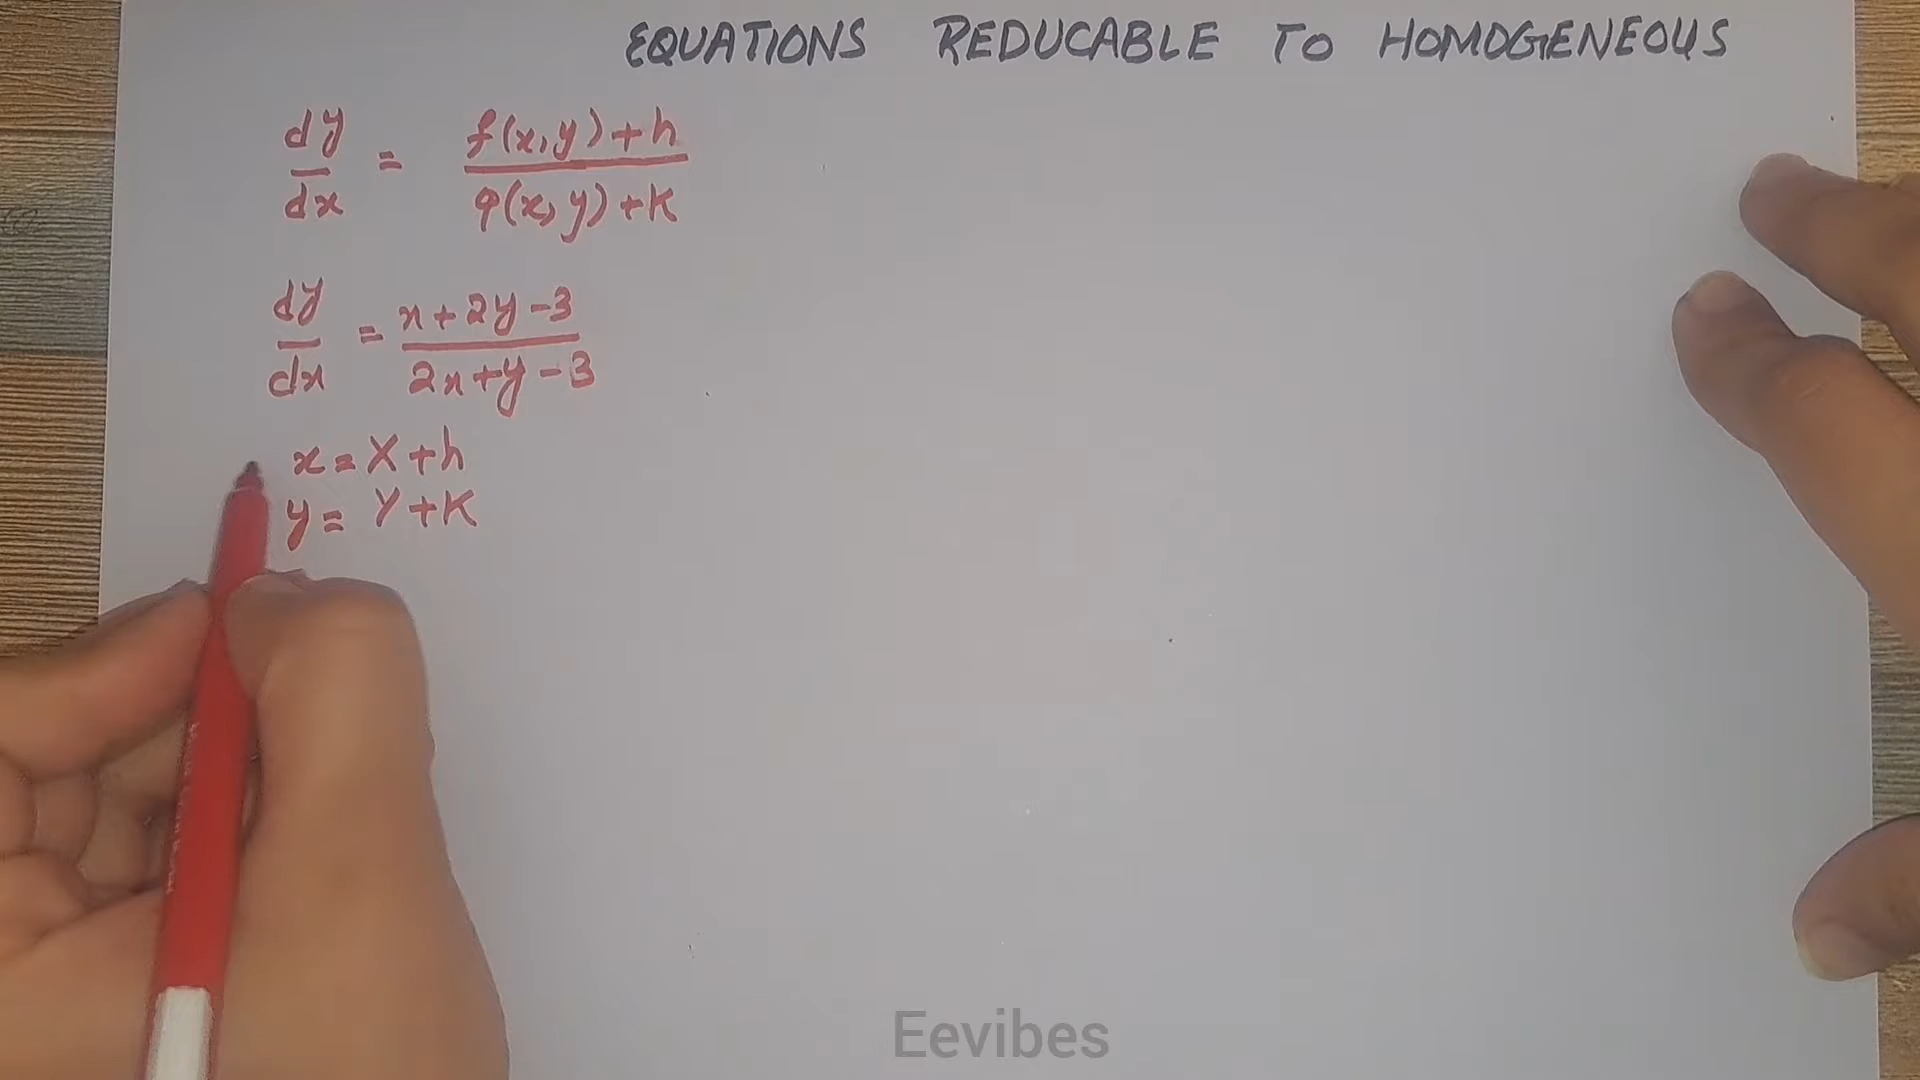 EQUATIONS REDUCABLE TO HOMOGENEOUS
dy/dx = f(x,y)+h / φ(x,y)+k
dy/dx = x+2y-3 / 2x+y-3
x = X+h
y = Y+K
Eevibes